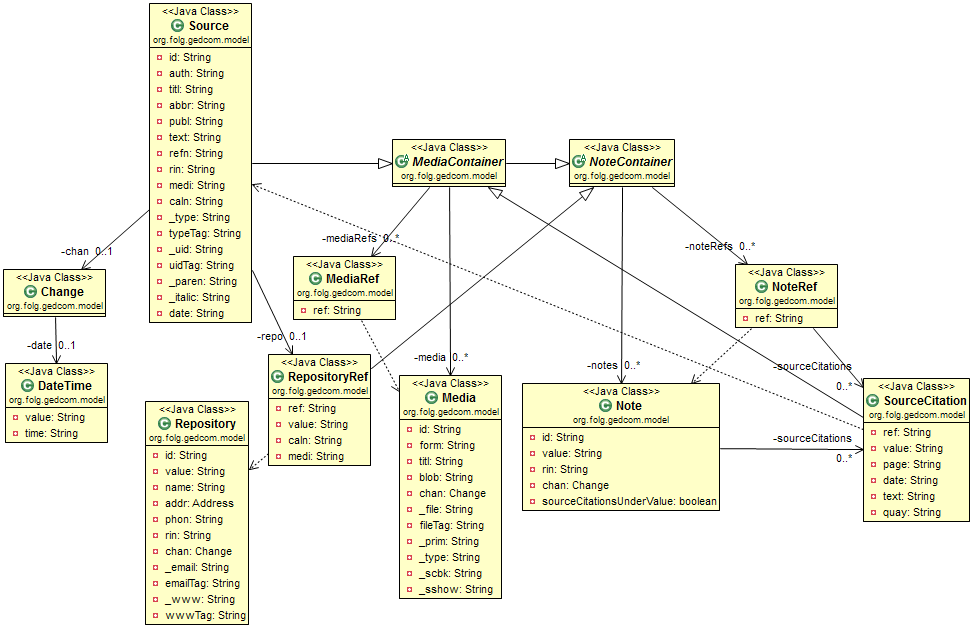 <<Java Class>>
Source
org.folg.gedcom.model
id: String
auth: String
titl: String
abbr: String
publ: String
text: String
refn: String
rin: String
medi: String
caln: String
_type: String
typeTag: String
_uid: String
uidTag: String
_paren: String
_italic: String
date: String
<<Java Class>>
MediaContainer
org.folg.gedcom.model
<<Java Class>>
NoteContainer
org.folg.gedcom.model
-chan 0..1
-mediaRefs 0..*
-noteRefs 0..*
<<Java Class>>
Change
org.folg.gedcom.model
<<Java Class>>
MediaRef
org.folg.gedcom.model
ref: String
<<Java Class>>
NoteRef
org.folg.gedcom.model
ref: String
-date 0..1
-repo 0..1
-media 0..*
-notes 0..*
-sourceCitations
0..*
<<Java Class>>
DateTime
org.folg.gedcom.model
value: String
time: String
<<Java Class>>
RepositoryRef
org.folg.gedcom.model
ref: String
value: String
caln: String
medi: String
<<Java Class>>
Repository
org.folg.gedcom.model
id: String
value: String
name: String
addr: Address
phon: String
rin: String
chan: Change
_email: String
emailTag: String
_www: String
wwwTag: String
<<Java Class>>
Media
org.folg.gedcom.model
id: String
form: String
titl: String
blob: String
chan: Change
_file: String
fileTag: String
_prim: String
_type: String
_scbk: String
_sshow: String
<<Java Class>>
Note
org.folg.gedcom.model
id: String
value: String
rin: String
chan: Change
sourceCitationsUnderValue: boolean
-sourceCitations
0..*
<<Java Class>>
SourceCitation
org.folg.gedcom.model
ref: String
value: String
page: String
date: String
text: String
quay: String